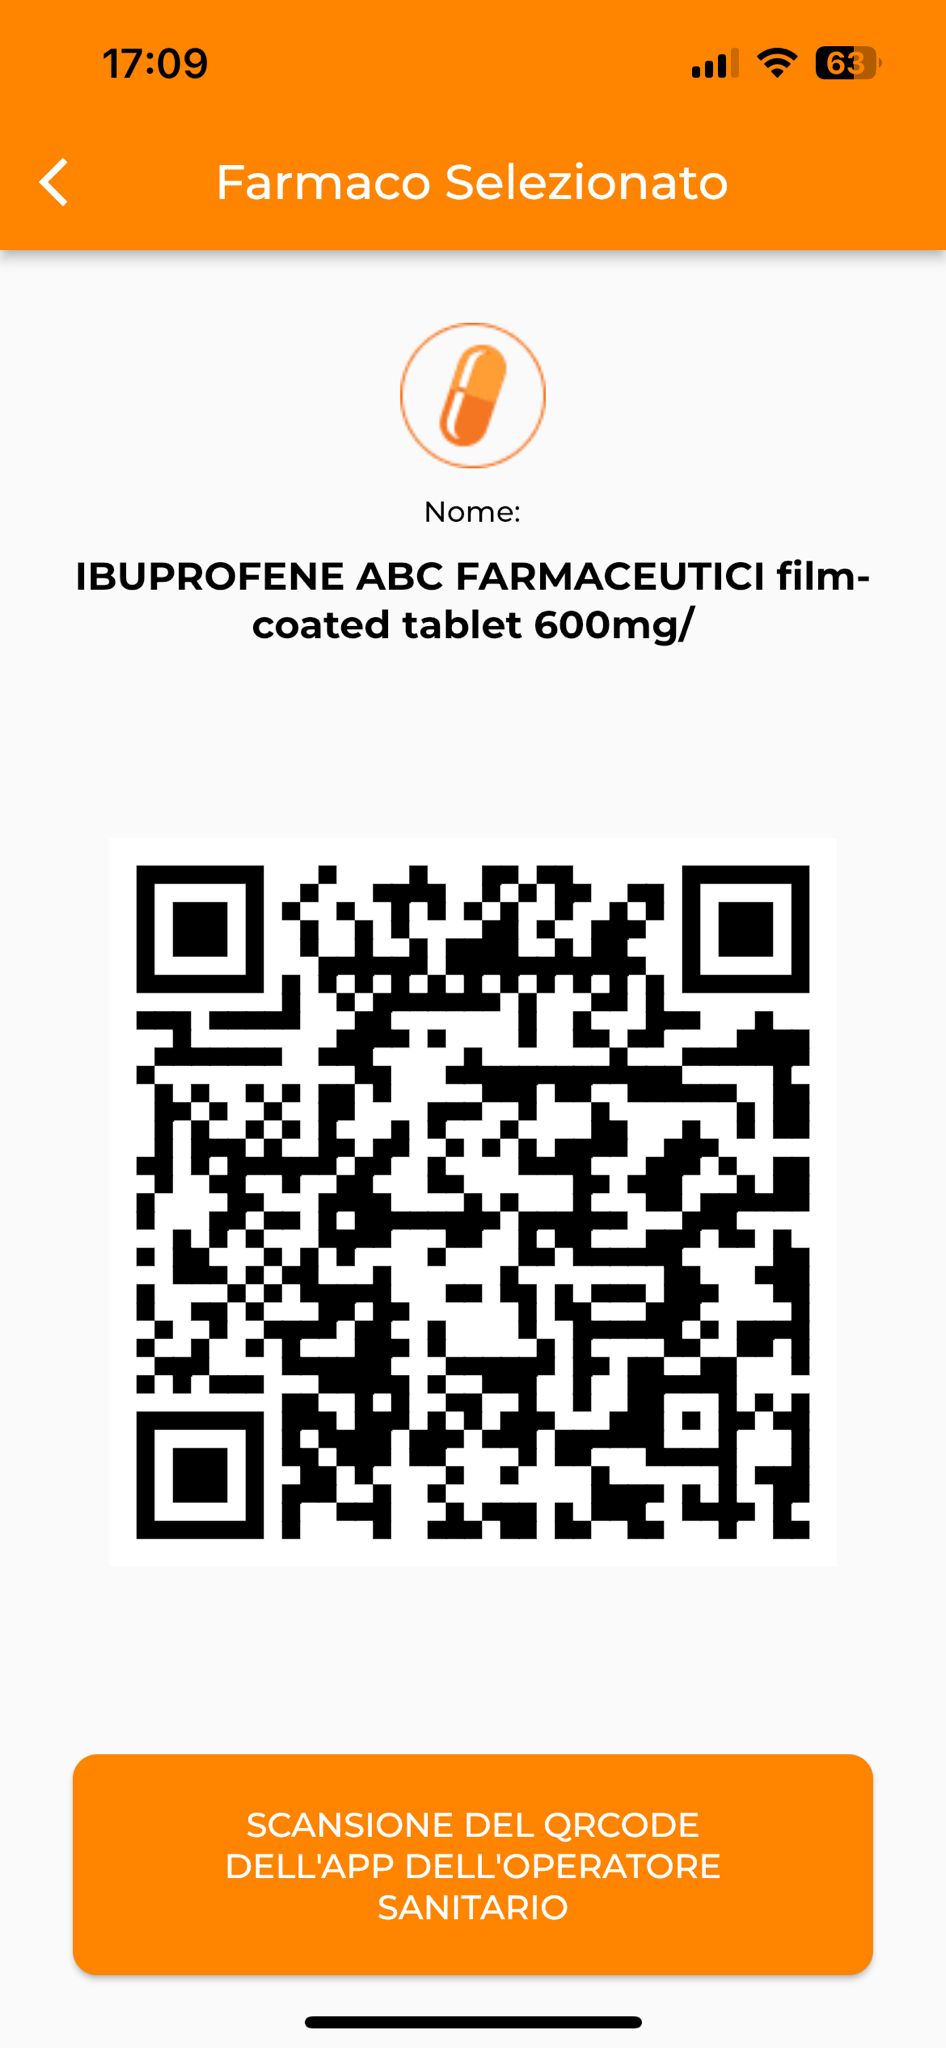 17:09
63
Farmaco Selezionato
Nome:
IBUPROFENE ABC FARMACEUTICI film-
coated tablet 600mg/
SCANSIONE DEL QRCODE
DELL'APP DELL'OPERATORE
SANITARIO